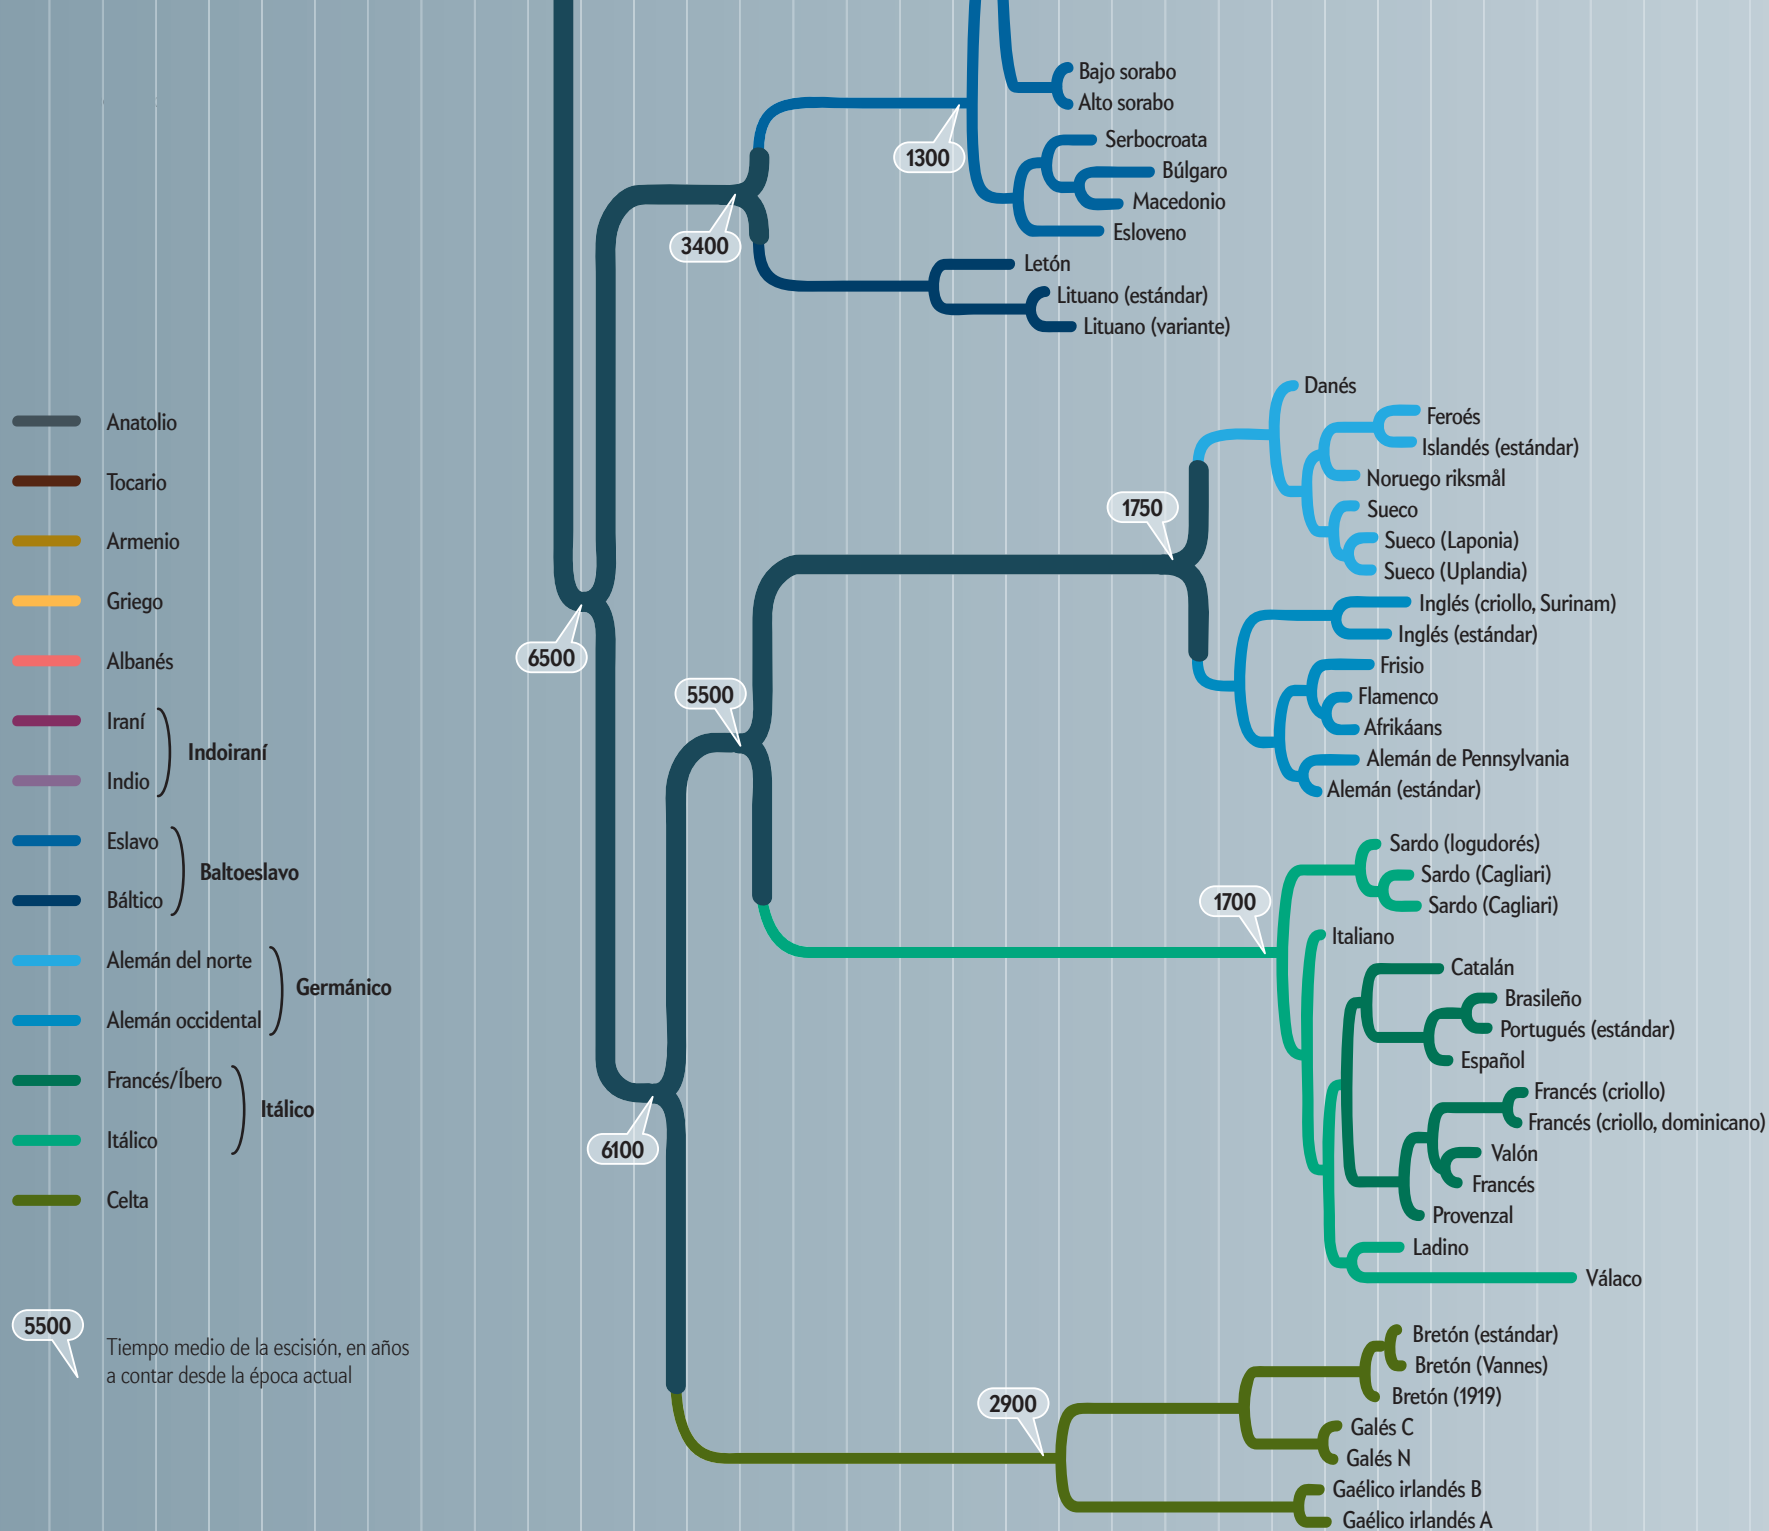 Bajo sorabo
Alto sorabo
Serbocroata
1300
Búlgaro
Macedonio
Esloveno
3400
Letón
Lituano (estándar)
Lituano (variante)
Danés
Feroés
Islandés (estándar)
Noruego riksmål
Sueco
1750
Sueco (Laponia)
Sueco (Uplandia)
Inglés (criollo, Surinam)
Inglés (estándar)
6500
Frisio
5500
Flamenco
Afrikáans
Alemán de Pennsylvania
Alemán (estándar)
Sardo (logudorés)
Sardo (Cagliari)
1700
Sardo (Cagliari)
Italiano
Catalán
Brasileño
Portugués (estándar)
Español
Francés (criollo)
Francés (criollo, dominicano)
6100
Valón
Francés
Provenzal
Ladino
Válaco
Bretón (estándar)
Bretón (Vannes)
Bretón (1919)
2900
Galés C
Galés N
Gaélico irlandés B
Gaélico irlandés A
Anatolio
Tocario
Armenio
Griego
Albanés
Iraní
Indoiraní
Indio
Eslavo
Baltoeslavo
Báltico
Alemán del norte
Germánico
Alemán occidental
Francés/Íbero
Itálico
Itálico
Celta
5500
Tiempo medio de la escisión, en años
a contar desde la época actual